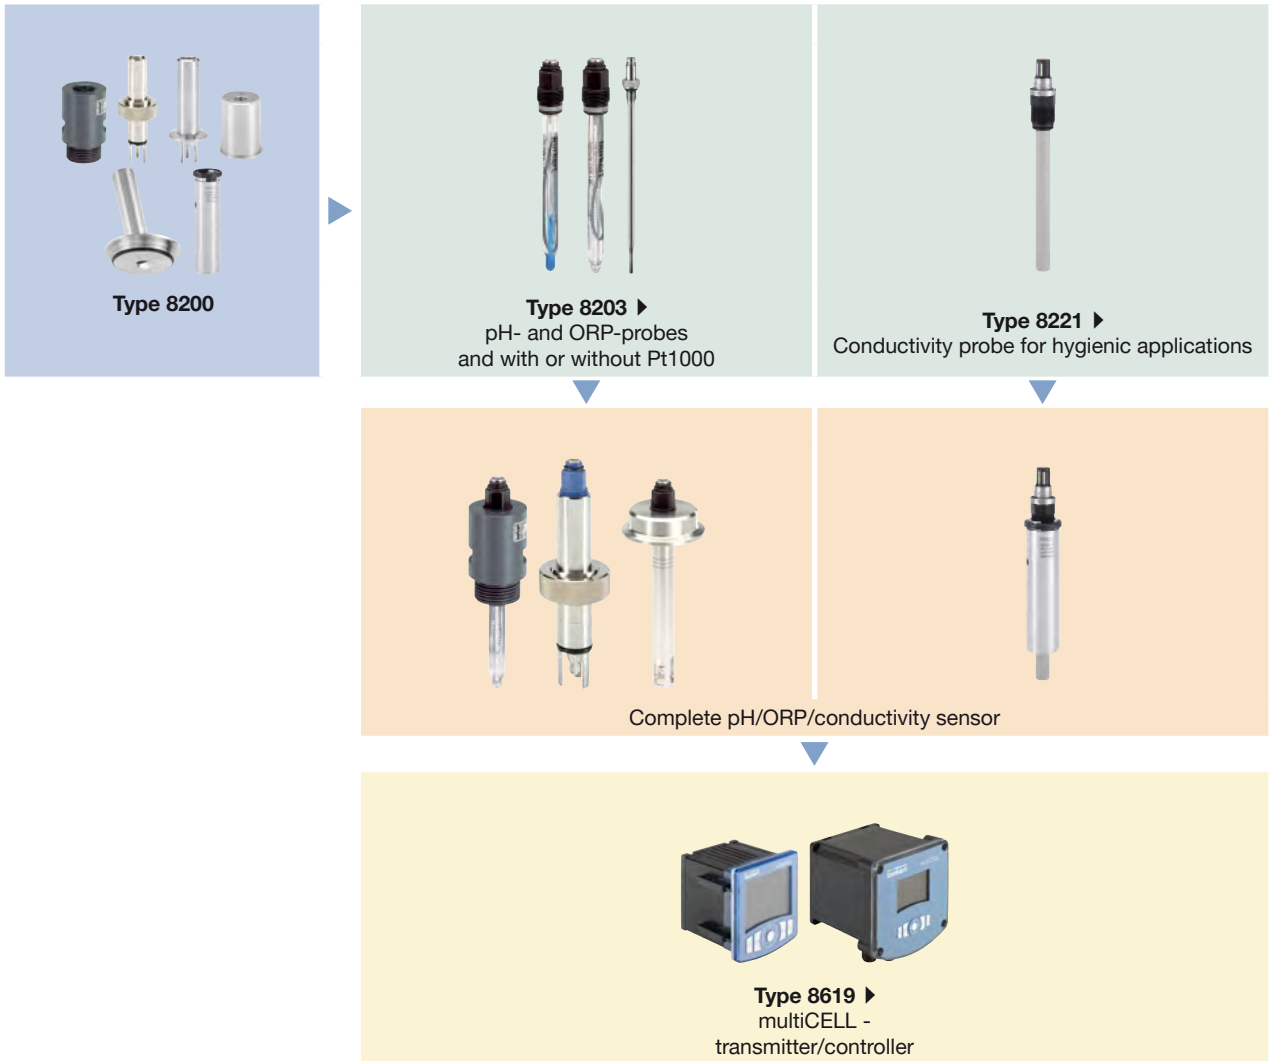 Type 8200
Type 8203
pH- and ORP-probes
and with or without Pt1000
Type 8221
Conductivity probe for hygienic applications
Complete pH/ORP/conductivity sensor
Type 8619
multiCELL -
transmitter/controller